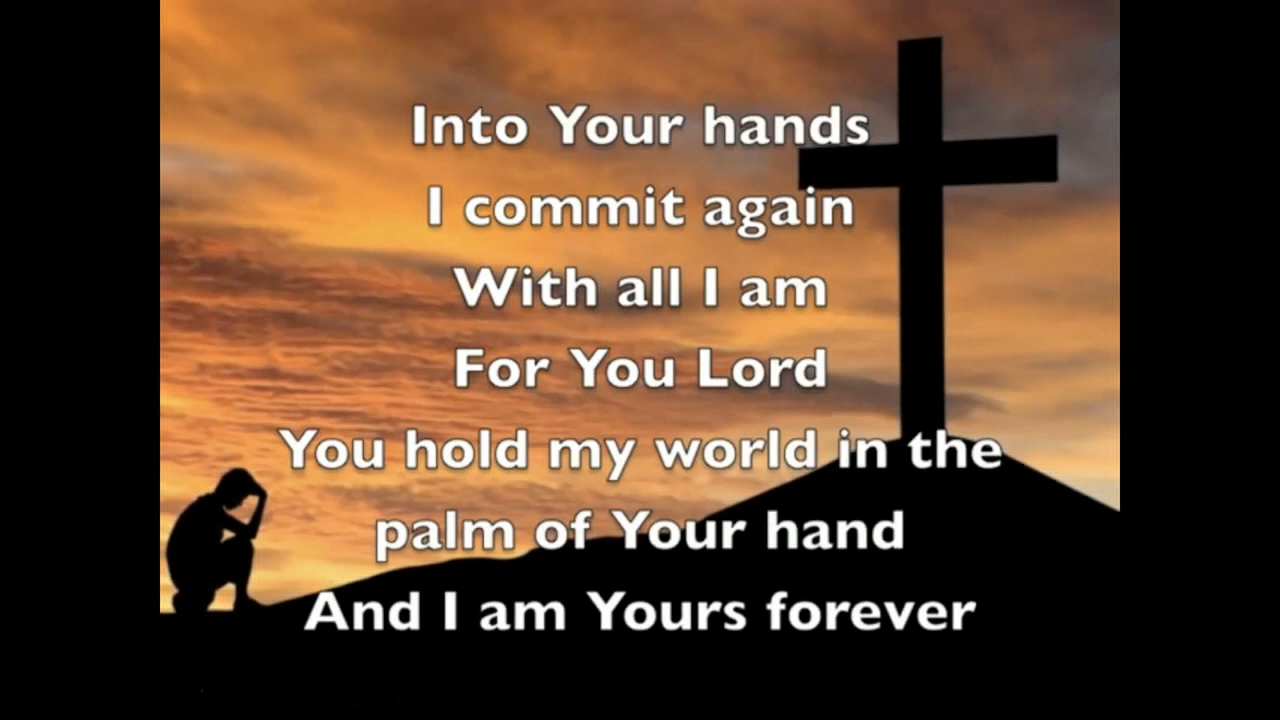 Into Your hands
I commit again
With all I am
For You Lord
You hold my world in the
palm of Your hand
And I am Yours forever